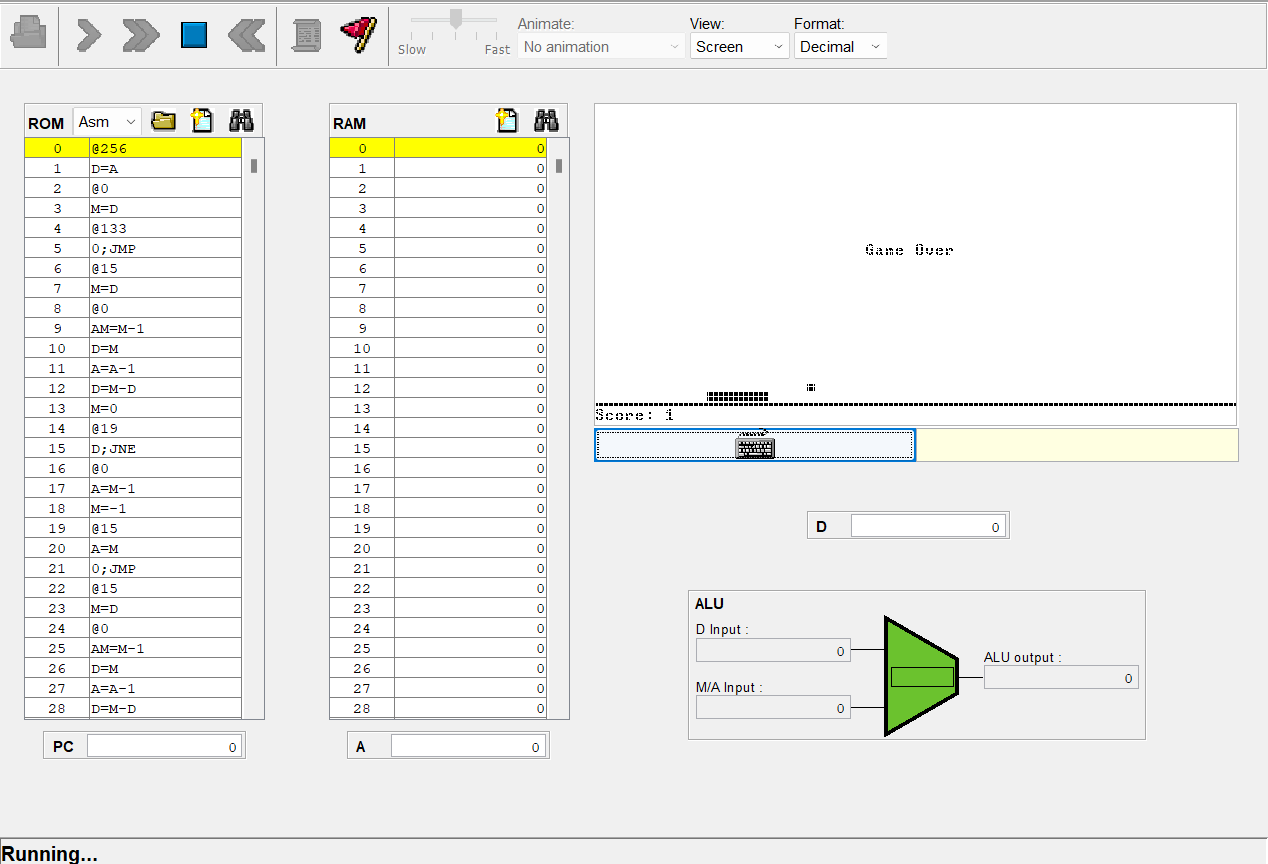 Animate: View: Format:
Slow Fast No animation Screen Decimal
ROM Asm RAM
0 @256 0 0
1 D=A 1 0
2 @0 2 0
3 M=D 3 0
4 @133 4 0
5 0;JMP 5 0
6 @15 6 0
7 M=D 7 0
8 @0 8 0
9 AM=M-1 9 0
10 D=M 10 0
11 A=A-1 11 0
12 D=M-D 12 0
13 M=0 13 0
14 @19 14 0
15 D;JNE 15 0
16 @0 16 0
17 A=M-1 17 0
18 M=-1 18 0
19 @15 19 0
20 A=M 20 0
21 0;JMP 21 0
22 @15 22 0
23 M=D 23 0
24 @0 24 0
25 AM=M-1 25 0
26 D=M 26 0
27 A=A-1 27 0
28 D=M-D 28 0
PC 0 A 0
Game Over
Score: 1
D 0
ALU
D Input :
0
ALU output :
0
M/A Input :
0
Running...